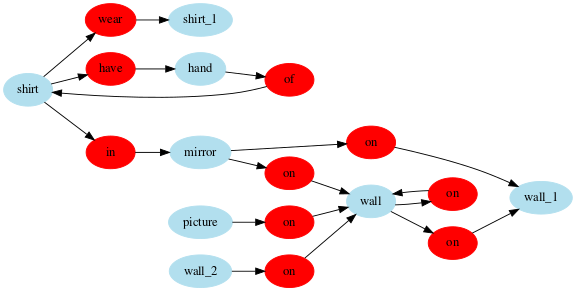 wear
shirt_1
have
hand
of
shirt
in
mirror
on
on
wall
on
wall_1
picture
on
on
wall_2
on